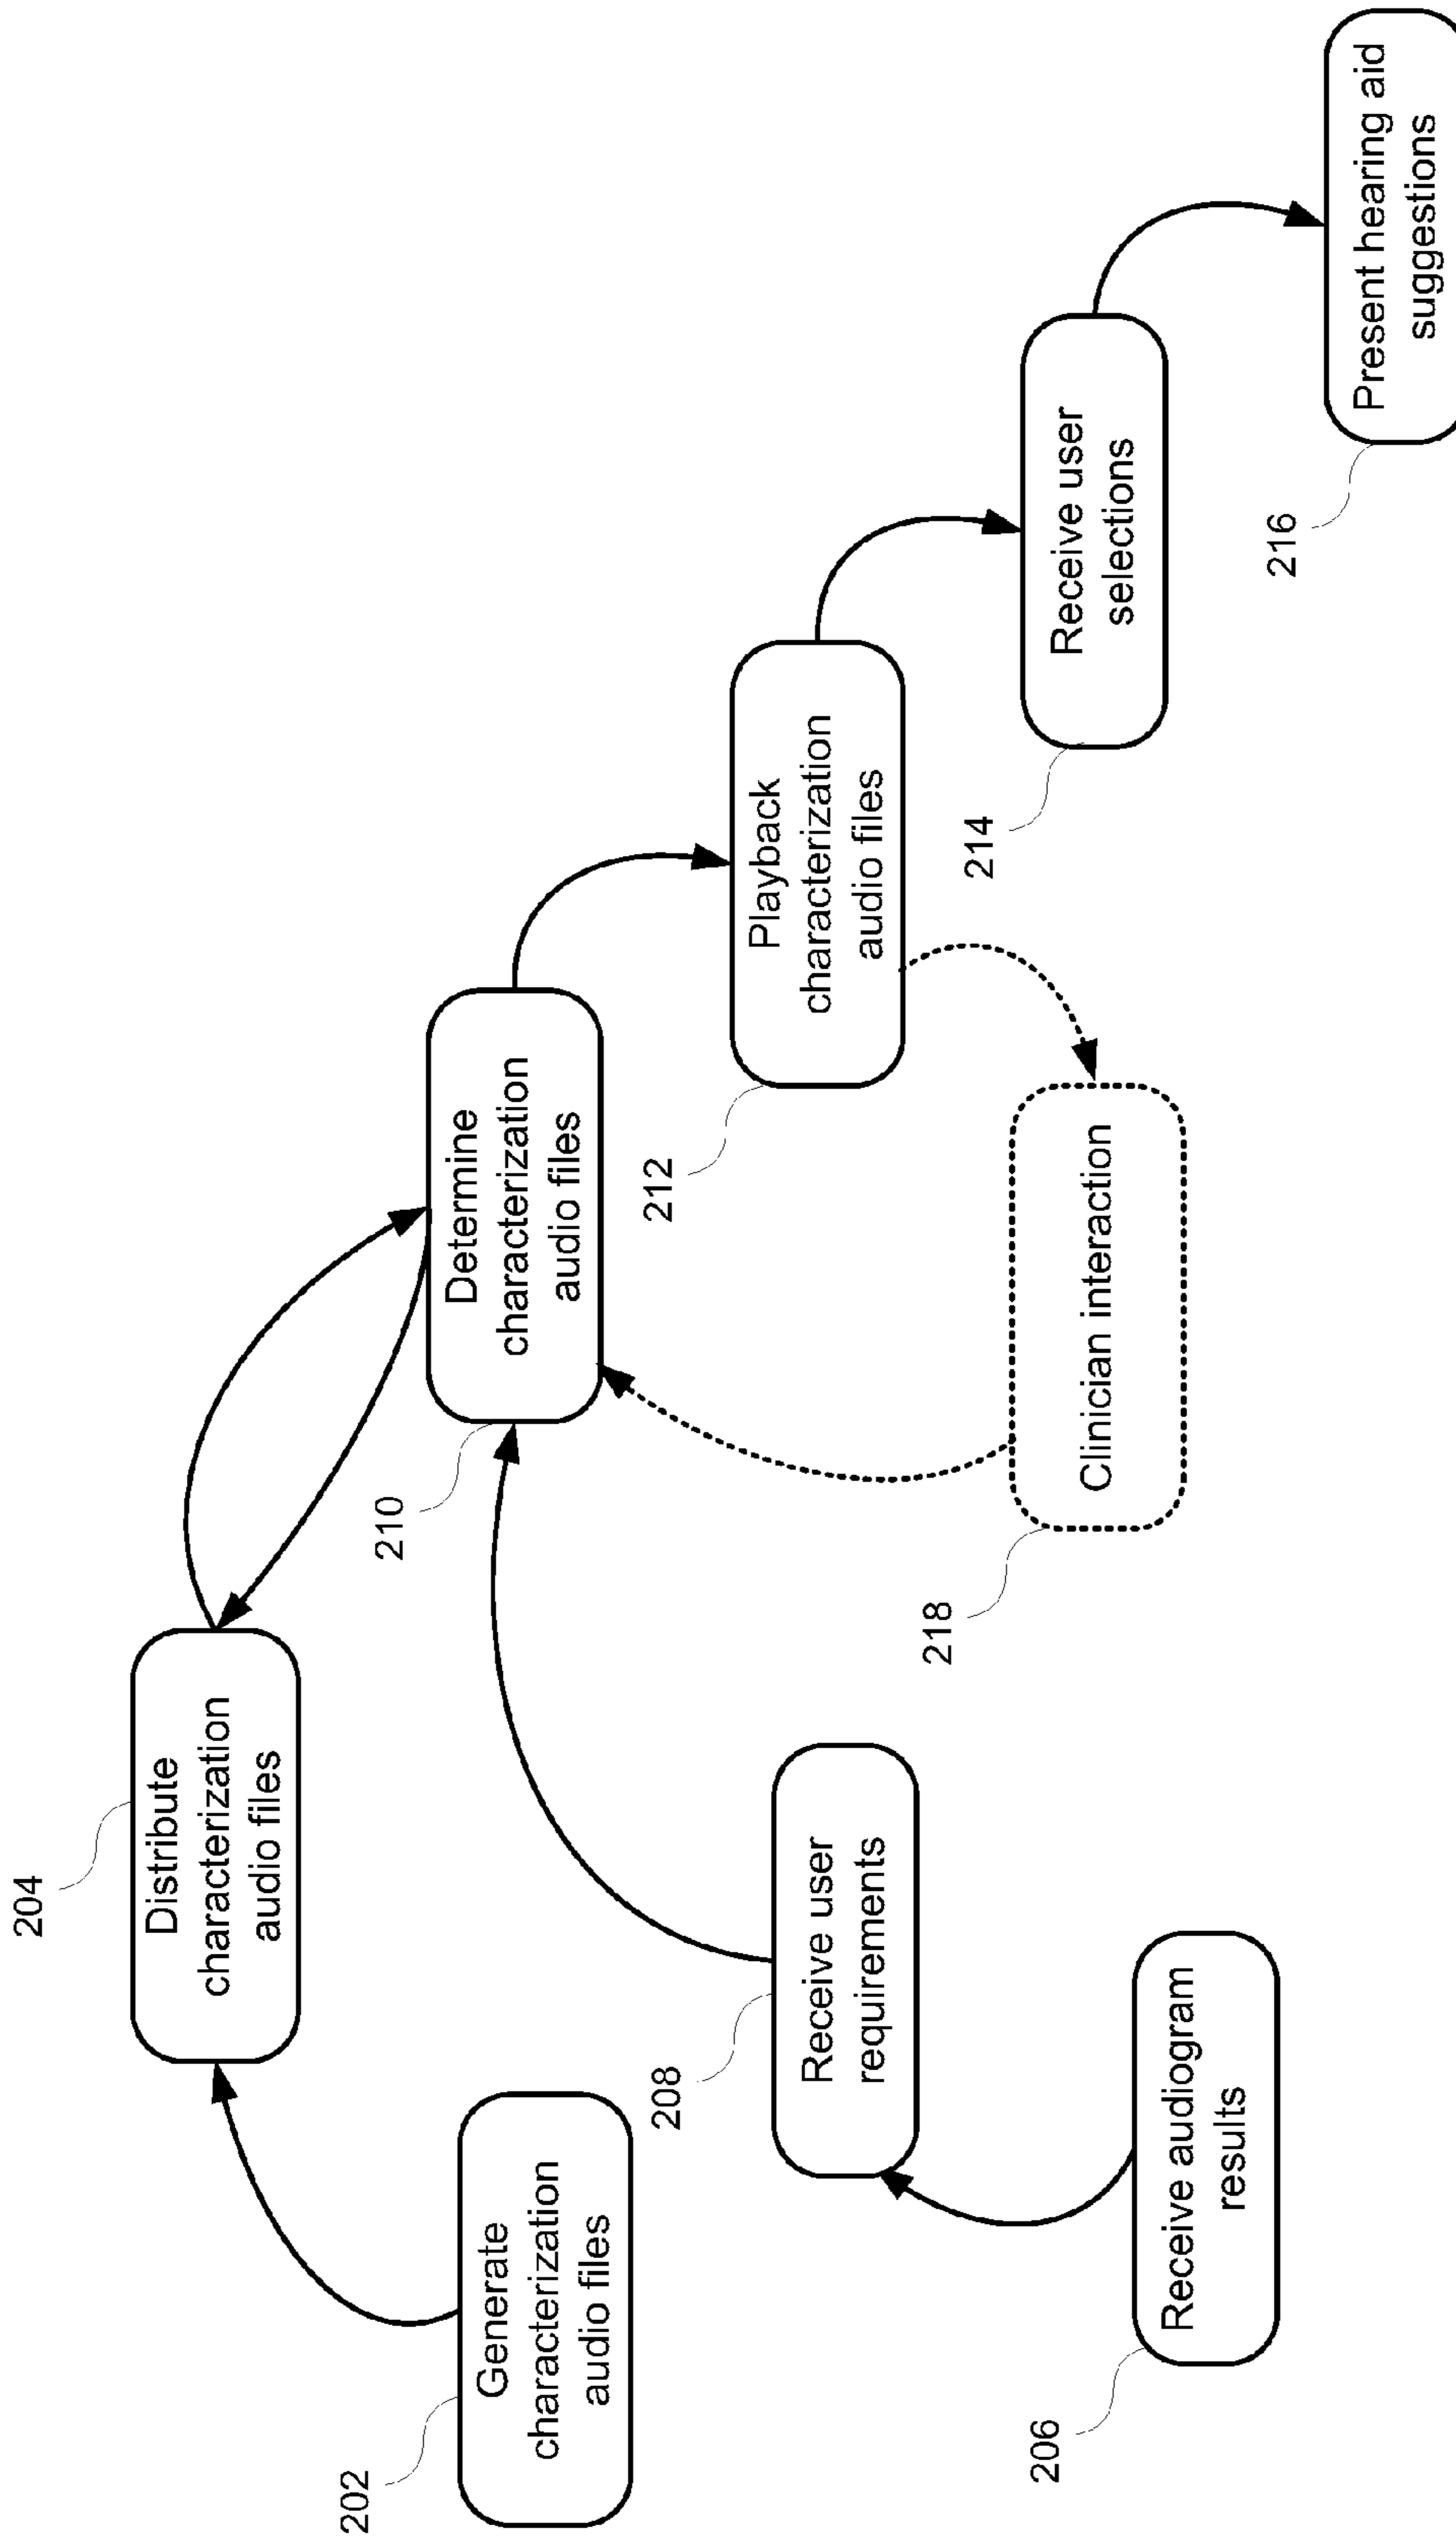 202
Generate
characterization
audio files
204
Distribute
characterization
audio files
206
Receive audiogram
results
208
Receive user
requirements
210
Determine
characterization
audio files
212
Playback
characterization
audio files
214
Receive user
selections
216
Present hearing aid
suggestions
218
Clinician interaction